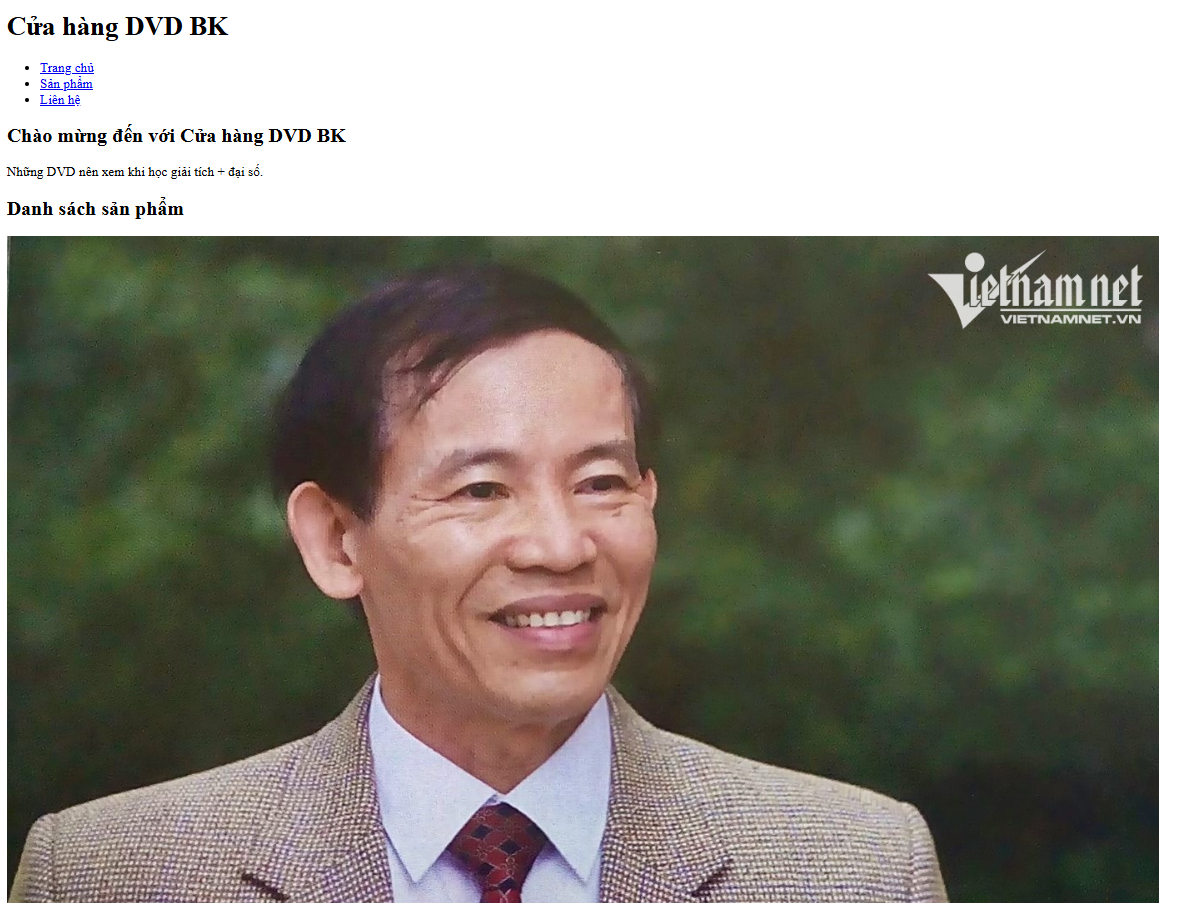 Cửa hàng DVD BK
Trang chủ
Sản phẩm
Liên hệ
Chào mừng đến với Cửa hàng DVD BK
Những DVD nên xem khi học giải tích + đại số.
Danh sách sản phẩm
Vietnamnet
VIETNAMNET.VN